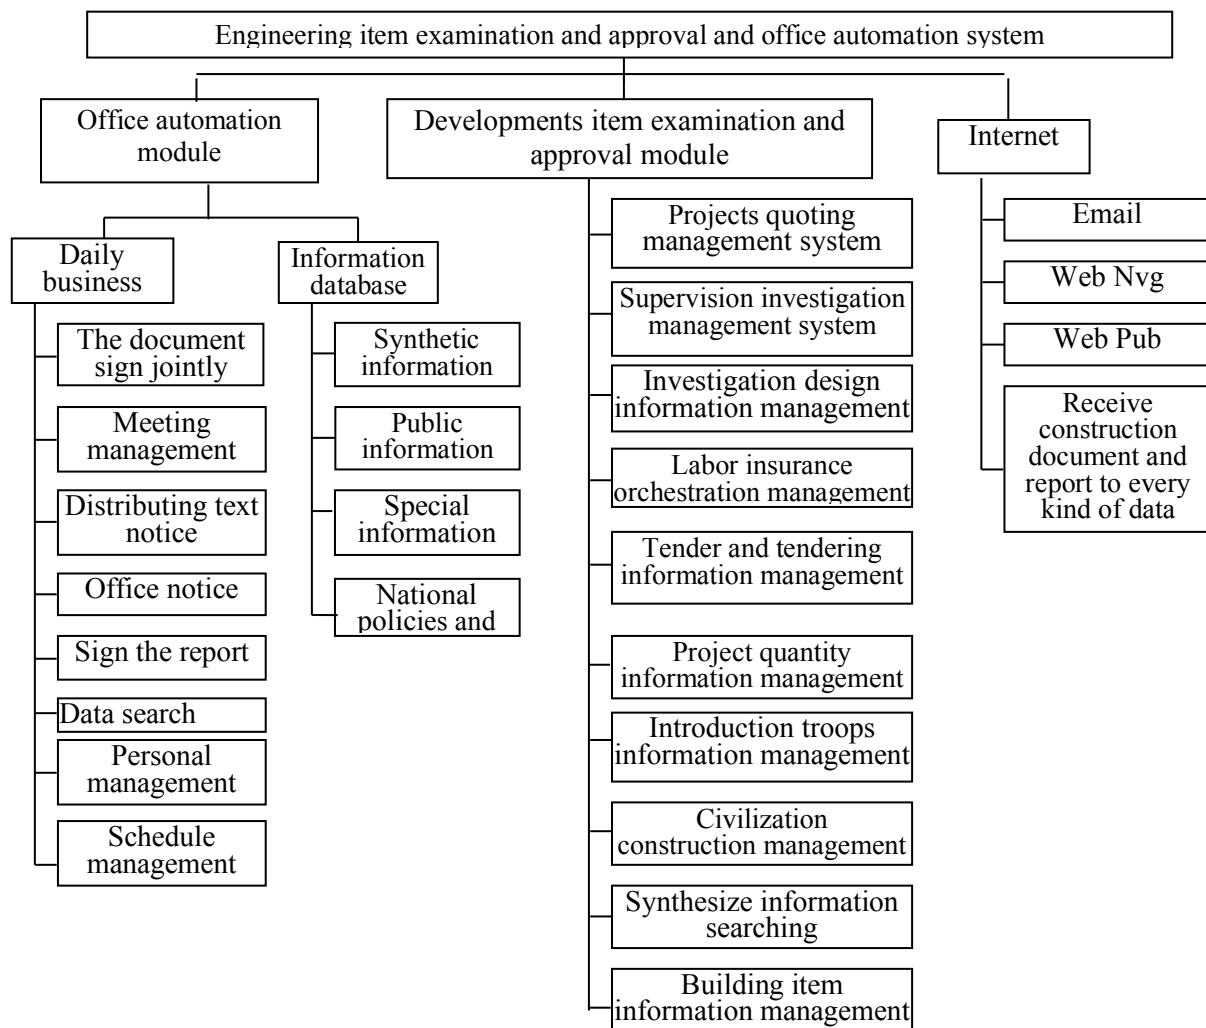 Engineering item examination and approval and office automation system
Office automation
module
Developments item examination and
approval module
Internet
Daily
business
Information
database
The document
sign jointly
Meeting
management
Distributing text
notice
Office notice
Sign the report
Data search
Personal
management
Schedule
management
Synthetic
information
Public
information
Special
information
National
policies and
Projects quoting
management system
Supervision investigation
management system
Investigation design
information management
Labor insurance
orchestration management
Tender and tendering
information management
Project quantity
information management
Introduction troops
information management
Civilization
construction management
Synthesize information
searching
Building item
information management
Email
Web Nvg
Web Pub
Receive
construction
document and
report to every
kind of data